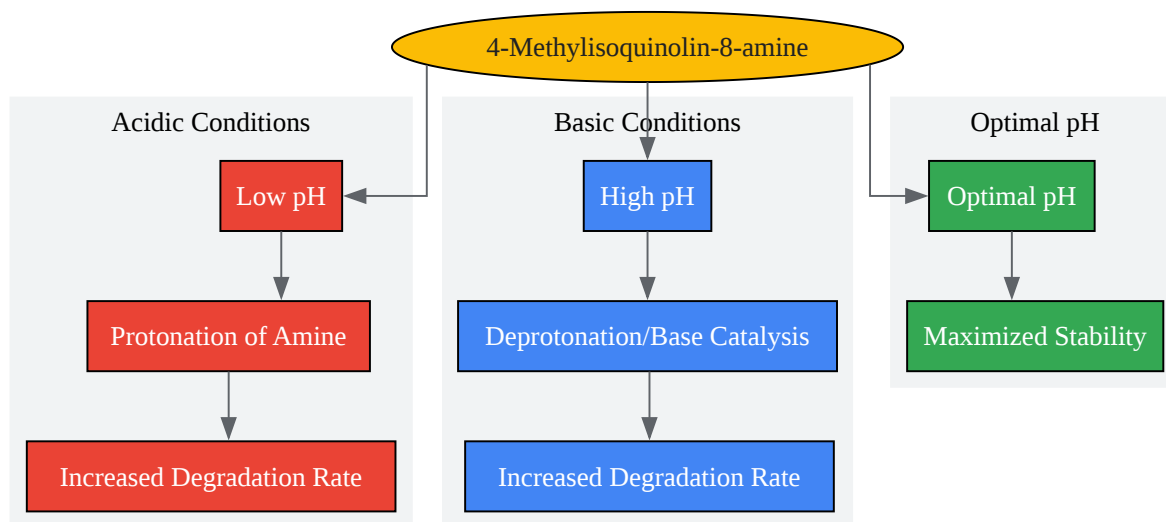 4-Methylisoquinolin-8-amine
Acidic Conditions
Low pH
Protonation of Amine
Increased Degradation Rate
Basic Conditions
High pH
Deprotonation/Base Catalysis
Increased Degradation Rate
Optimal pH
Optimal pH
Maximized Stability